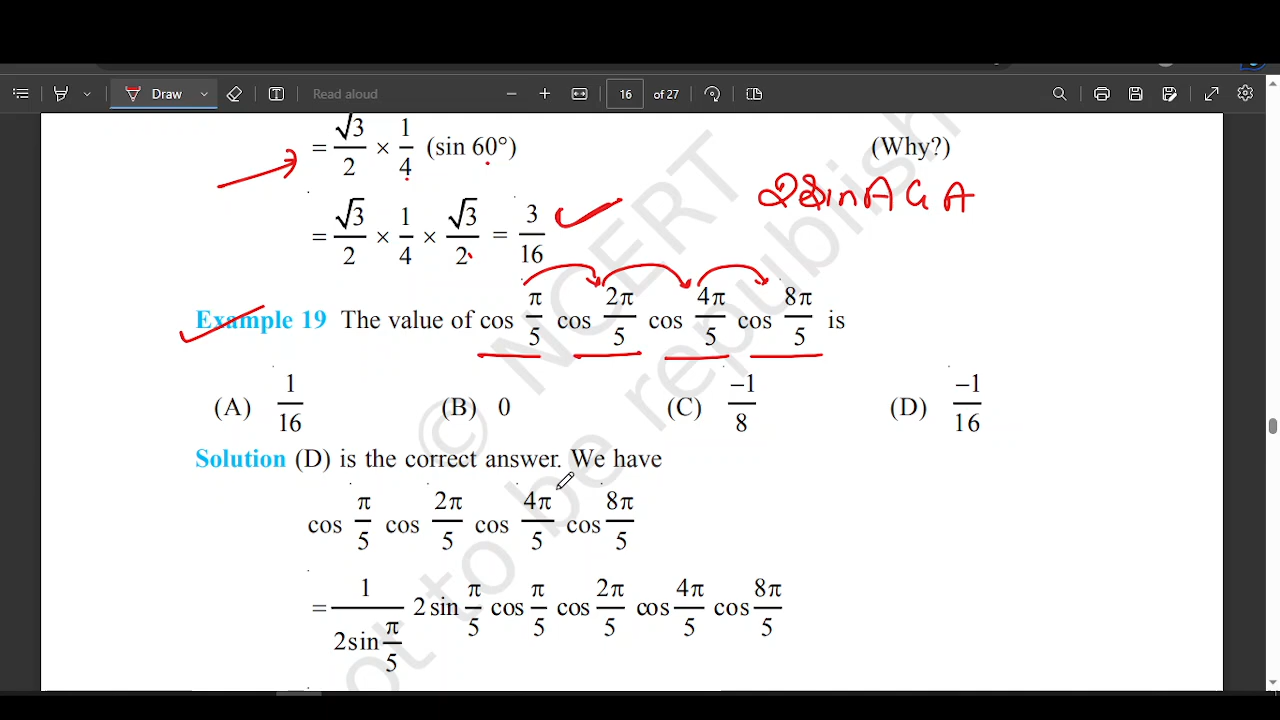 Draw Read aloud 16 of 27
= √3/2 × 1/4 (sin 60°) (Why?)
2 sin A
= √3/2 × 1/4 × √3/2 = 3/16
Example 19 The value of cos π/5 cos 2π/5 cos 4π/5 cos 8π/5 is
(A) 1/16 (B) 0 (C) –1/8 (D) –1/16
Solution (D) is the correct answer. We have
cos π/5 cos 2π/5 cos 4π/5 cos 8π/5
= 1/2sin π/5 2 sin π/5 cos π/5 cos 2π/5 cos 4π/5 cos 8π/5
© NCERT
not to be republish